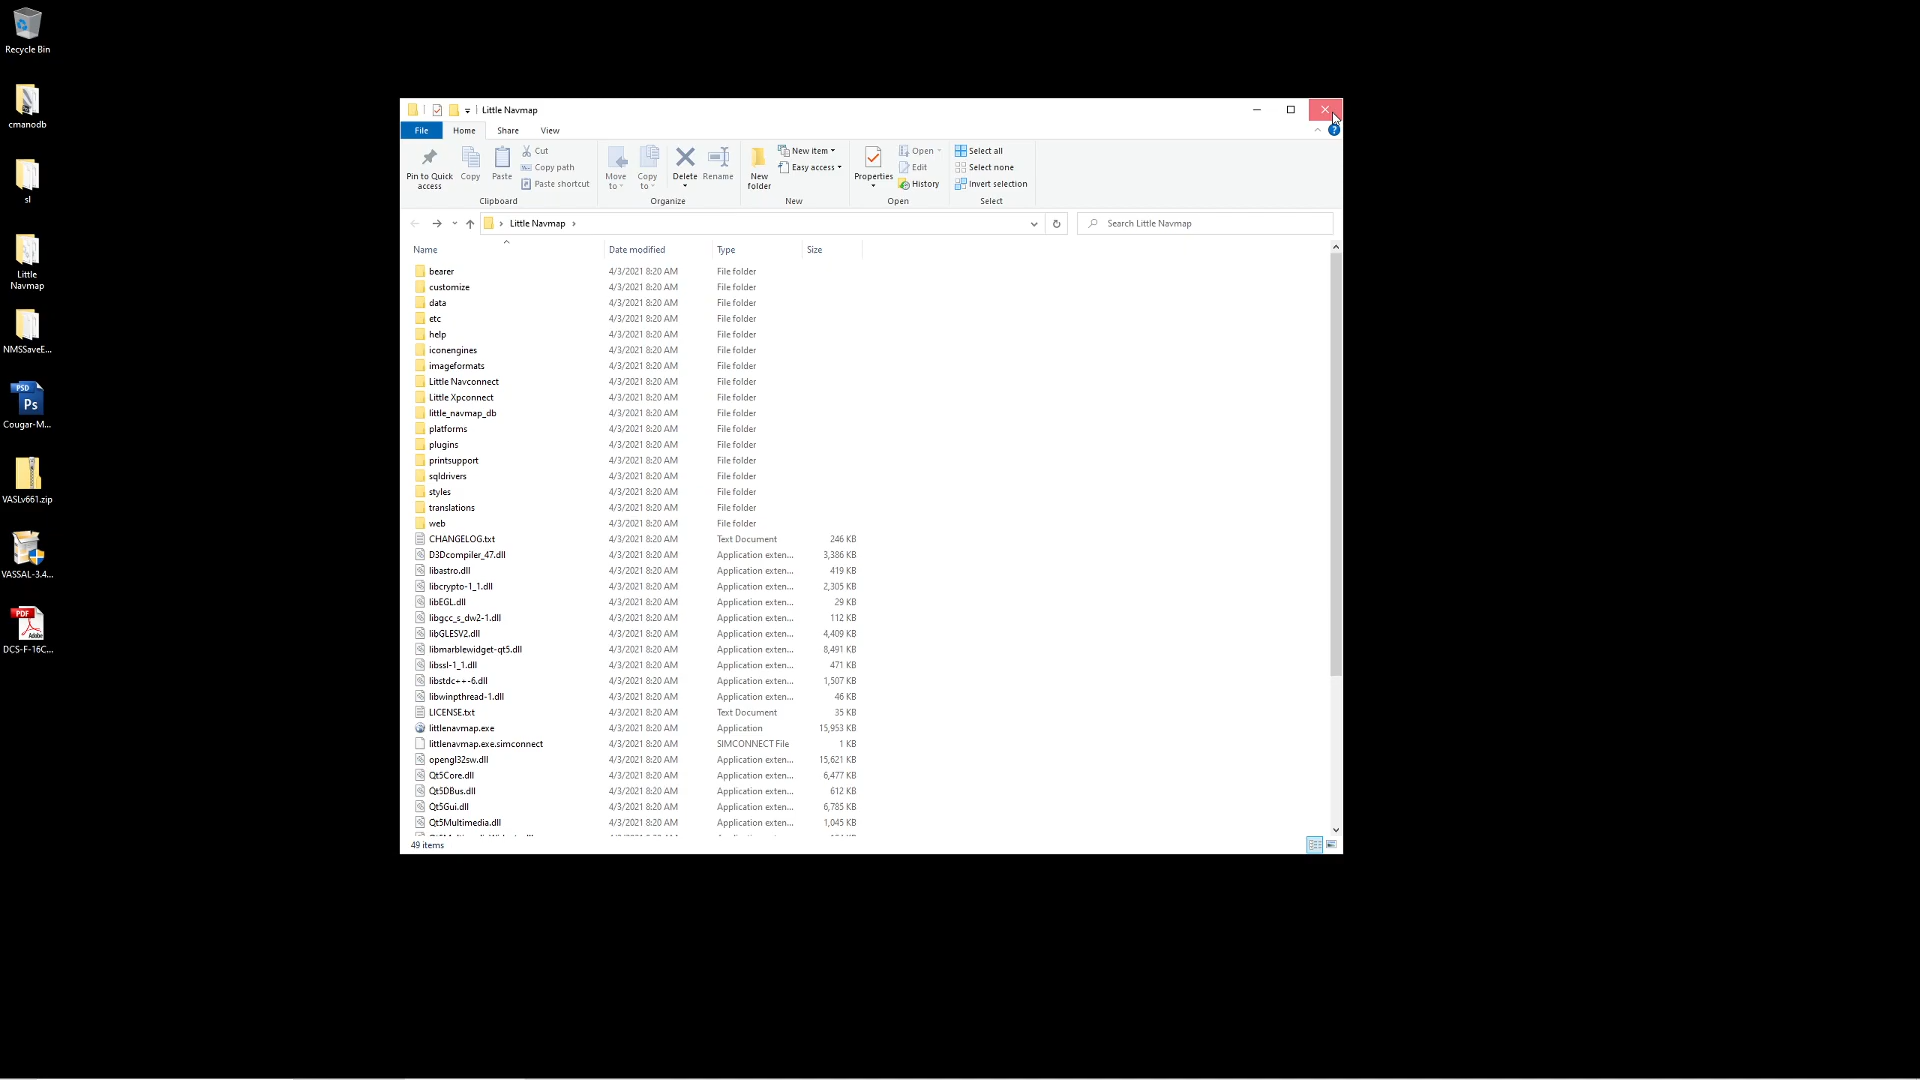 Recycle Bin
cmanodb
sl
Little
Navmap
NMSSaveE...
PSD
Ps
Cougar-M...
VASLv661.zip
VASSAL-3.4...
PDF
Adobe
DCS-F-16C...
Little Navmap
File Home Share View
Pin to Quick
access
Copy
Paste
Cut
Copy path
Paste shortcut
Clipboard
Move
to
Copy
to
Delete
Rename
Organize
New
folder
New item
Easy access
New
Properties
Open
Edit
History
Open
Select all
Select none
Invert selection
Select
Little Navmap
Search Little Navmap
Name Date modified Type Size
bearer 4/3/2021 8:20 AM File folder
customize 4/3/2021 8:20 AM File folder
data 4/3/2021 8:20 AM File folder
etc 4/3/2021 8:20 AM File folder
help 4/3/2021 8:20 AM File folder
iconengines 4/3/2021 8:20 AM File folder
imageformats 4/3/2021 8:20 AM File folder
Little Navconnect 4/3/2021 8:20 AM File folder
Little Xpconnect 4/3/2021 8:20 AM File folder
little_navmap_db 4/3/2021 8:20 AM File folder
platforms 4/3/2021 8:20 AM File folder
plugins 4/3/2021 8:20 AM File folder
printsupport 4/3/2021 8:20 AM File folder
sqldrivers 4/3/2021 8:20 AM File folder
styles 4/3/2021 8:20 AM File folder
translations 4/3/2021 8:20 AM File folder
web 4/3/2021 8:20 AM File folder
CHANGELOG.txt 4/3/2021 8:20 AM Text Document 246 KB
D3Dcompiler_47.dll 4/3/2021 8:20 AM Application exten... 3,386 KB
libastro.dll 4/3/2021 8:20 AM Application exten... 419 KB
libcrypto-1_1.dll 4/3/2021 8:20 AM Application exten... 2,305 KB
libEGL.dll 4/3/2021 8:20 AM Application exten... 29 KB
libgcc_s_dw2-1.dll 4/3/2021 8:20 AM Application exten... 112 KB
libGLESV2.dll 4/3/2021 8:20 AM Application exten... 4,409 KB
libmarblewidget-qt5.dll 4/3/2021 8:20 AM Application exten... 8,491 KB
libssl-1_1.dll 4/3/2021 8:20 AM Application exten... 471 KB
libstdc++-6.dll 4/3/2021 8:20 AM Application exten... 1,507 KB
libwinpthread-1.dll 4/3/2021 8:20 AM Application exten... 46 KB
LICENSE.txt 4/3/2021 8:20 AM Text Document 35 KB
littlenavmap.exe 4/3/2021 8:20 AM Application 15,953 KB
littlenavmap.exe.simconnect 4/3/2021 8:20 AM SIMCONNECT File 1 KB
opengl32sw.dll 4/3/2021 8:20 AM Application exten... 15,621 KB
Qt5Core.dll 4/3/2021 8:20 AM Application exten... 6,477 KB
Qt5DBus.dll 4/3/2021 8:20 AM Application exten... 612 KB
Qt5Gui.dll 4/3/2021 8:20 AM Application exten... 6,785 KB
Qt5Multimedia.dll 4/3/2021 8:20 AM Application exten... 1,045 KB
49 items